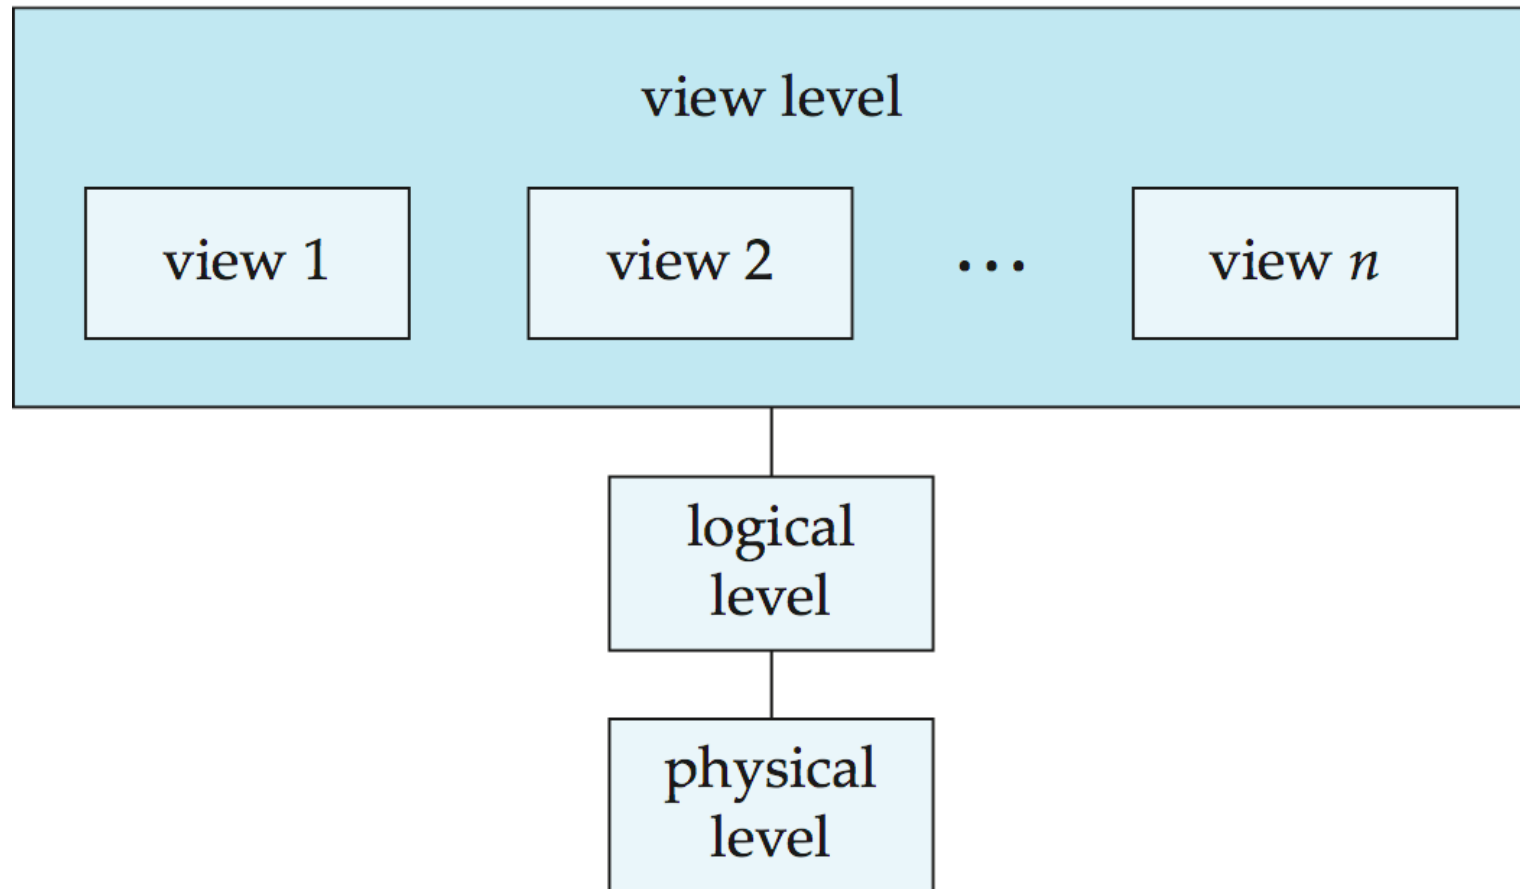 view level
view 1
view 2
...
view n
logical
level
physical
level